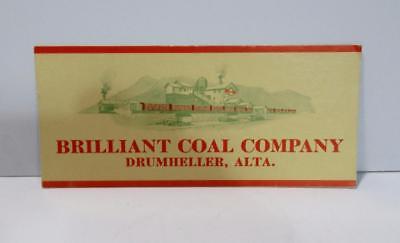 BRILLIANT COAL COMPANY
DRUMHELLER, ALTA.